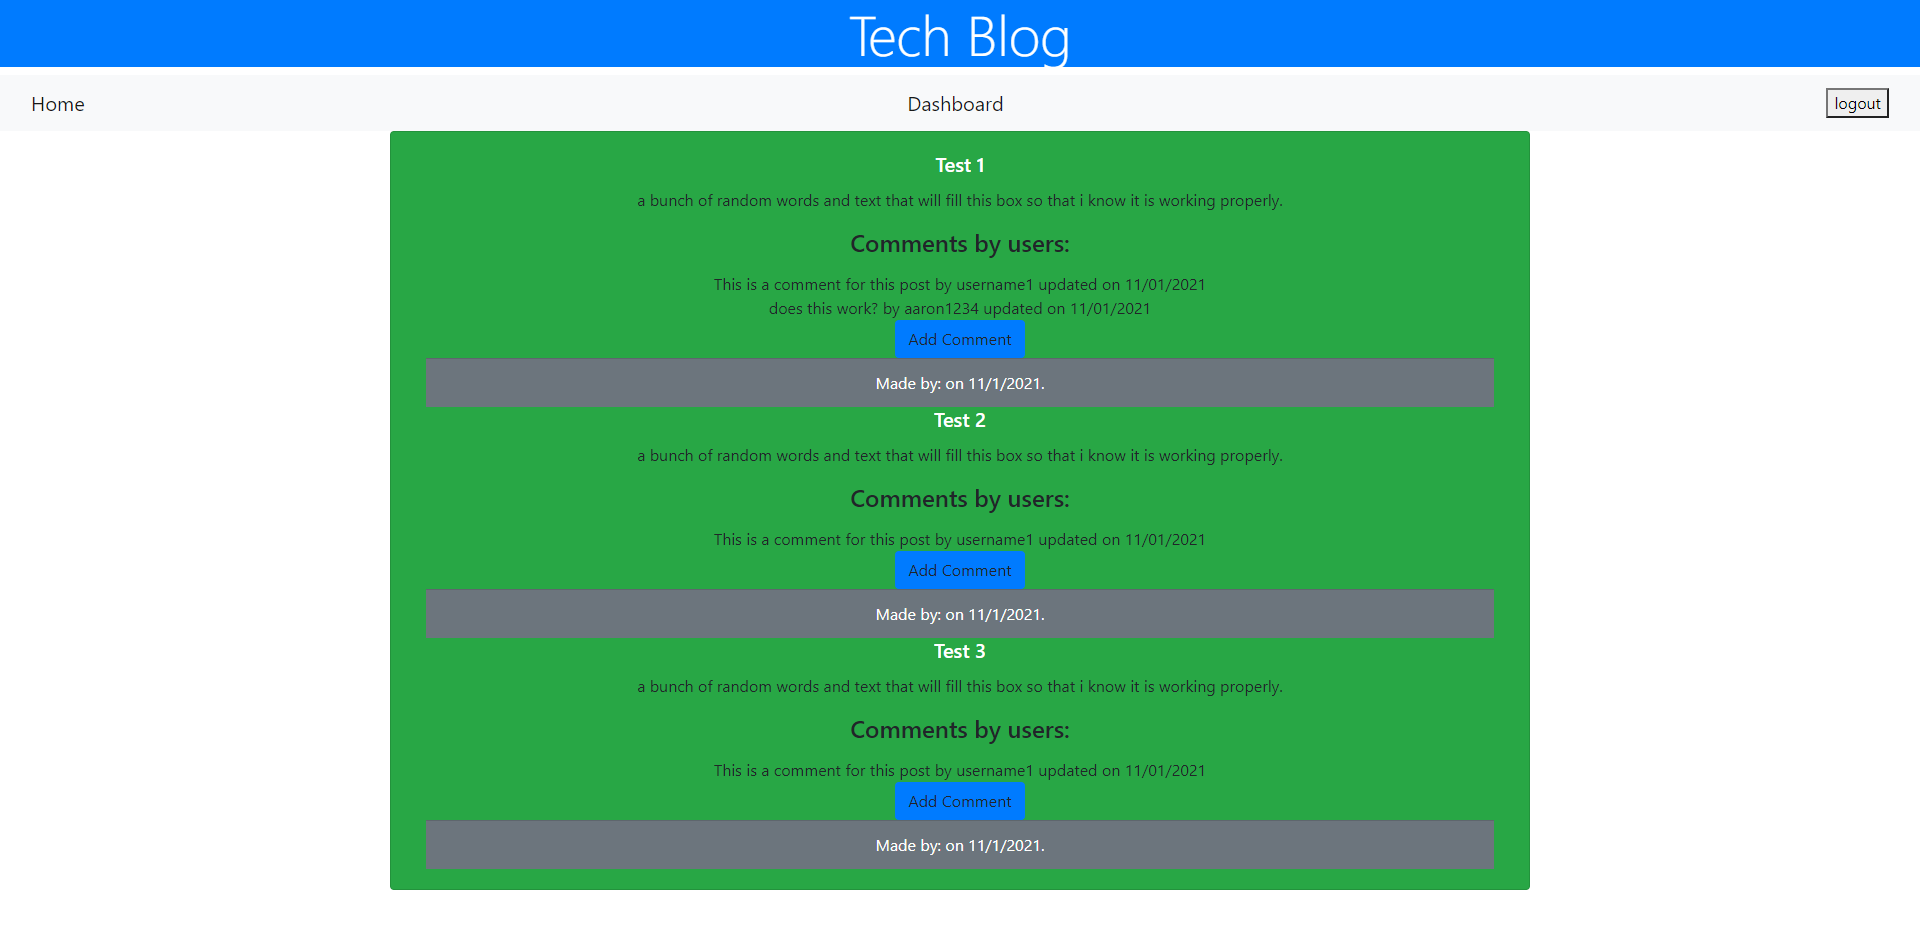 Tech Blog
Home
Dashboard
logout
Test 1
a bunch of random words and text that will fill this box so that i know it is working properly.
Comments by users:
This is a comment for this post by username1 updated on 11/01/2021
does this work? by aaron1234 updated on 11/01/2021
Add Comment
Made by: on 11/1/2021.
Test 2
a bunch of random words and text that will fill this box so that i know it is working properly.
Comments by users:
This is a comment for this post by username1 updated on 11/01/2021
Add Comment
Made by: on 11/1/2021.
Test 3
a bunch of random words and text that will fill this box so that i know it is working properly.
Comments by users:
This is a comment for this post by username1 updated on 11/01/2021
Add Comment
Made by: on 11/1/2021.